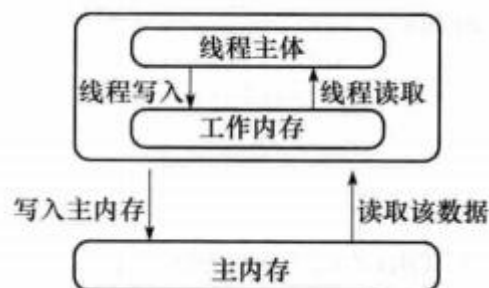 线程主体
线程写入
线程读取
工作内存
写入主内存
读取该数据
主内存